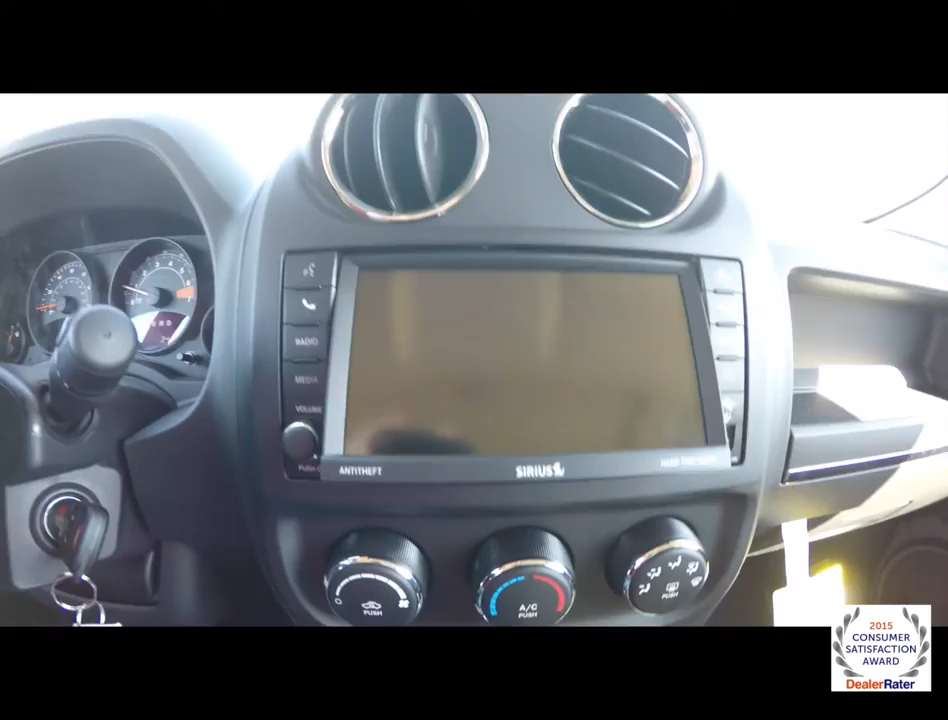 RADIO
MEDIA
VOLUME
ANTITHEFT
SIRIUS
PUSH
A/C
PUSH
PUSH
2015
CONSUMER
SATISFACTION
AWARD
DealerRater